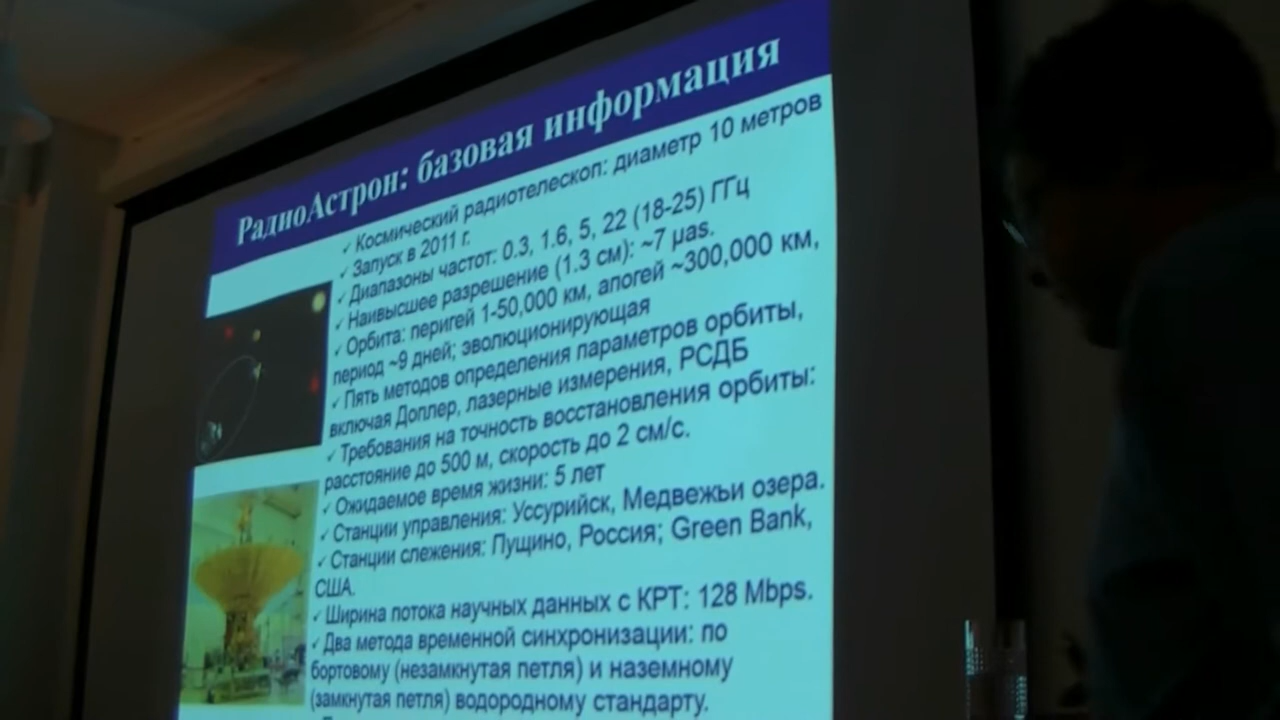 РадиоАстрон: базовая информация
✓ Космический радиотелескоп: диаметр 10 метров
✓ Запуск в 2011 г.
✓ Диапазоны частот: 0.3, 1.6, 5, 22 (18-25) ГГц
✓ Наивысшее разрешение (1.3 см): ~7 μas.
✓ Орбита: перигей 1-50,000 км, апогей ~300,000 км,
период ~9 дней; эволюционирующая
✓ Пять методов определения параметров орбиты,
включая Доплер, лазерные измерения, РСДБ
✓ Требования на точность восстановления орбиты:
расстояние до 500 м, скорость до 2 см/с.
✓ Ожидаемое время жизни: 5 лет
✓ Станции управления: Уссурийск, Медвежьи озера.
✓ Станции слежения: Пущино, Россия; Green Bank,
США.
✓ Ширина потока научных данных с КРТ: 128 Mbps.
✓ Два метода временной синхронизации: по
бортовому (незамкнутая петля) и наземному
(замкнутая петля) водородному стандарту.